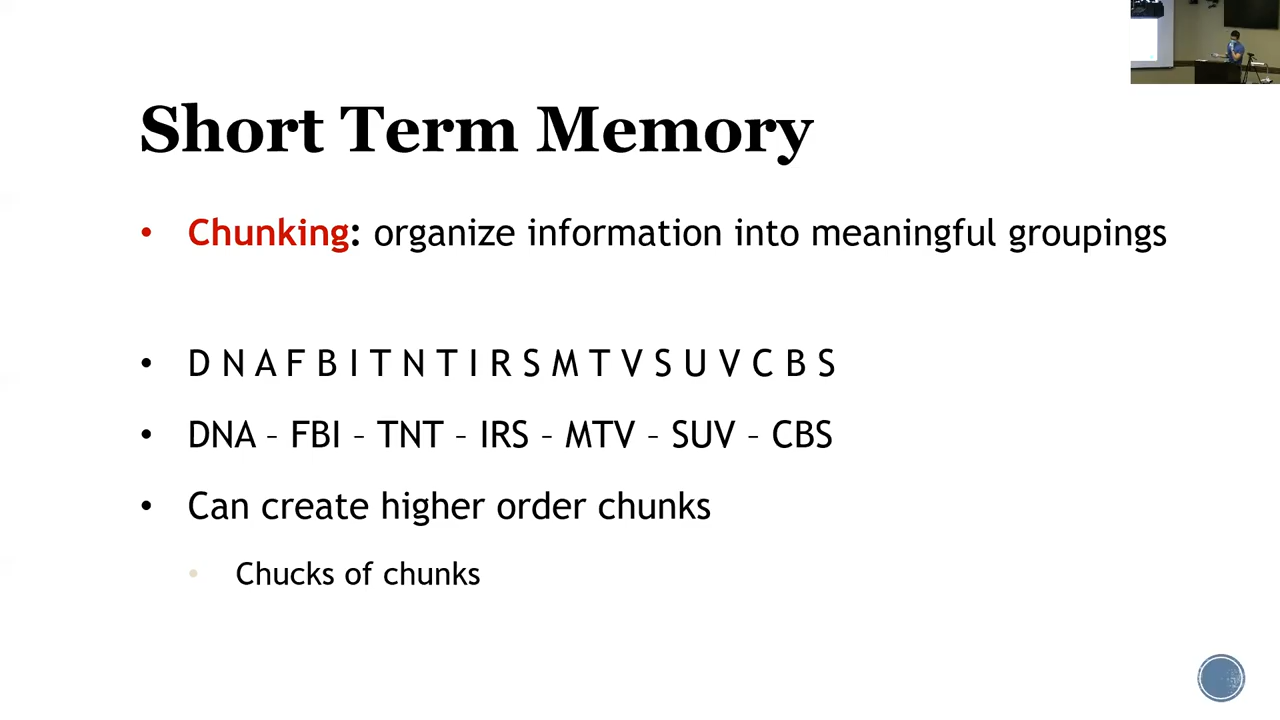 Short Term Memory
• Chunking: organize information into meaningful groupings
• D N A F B I T N T I R S M T V S U V C B S
• DNA – FBI – TNT – IRS – MTV – SUV – CBS
• Can create higher order chunks
• Chucks of chunks